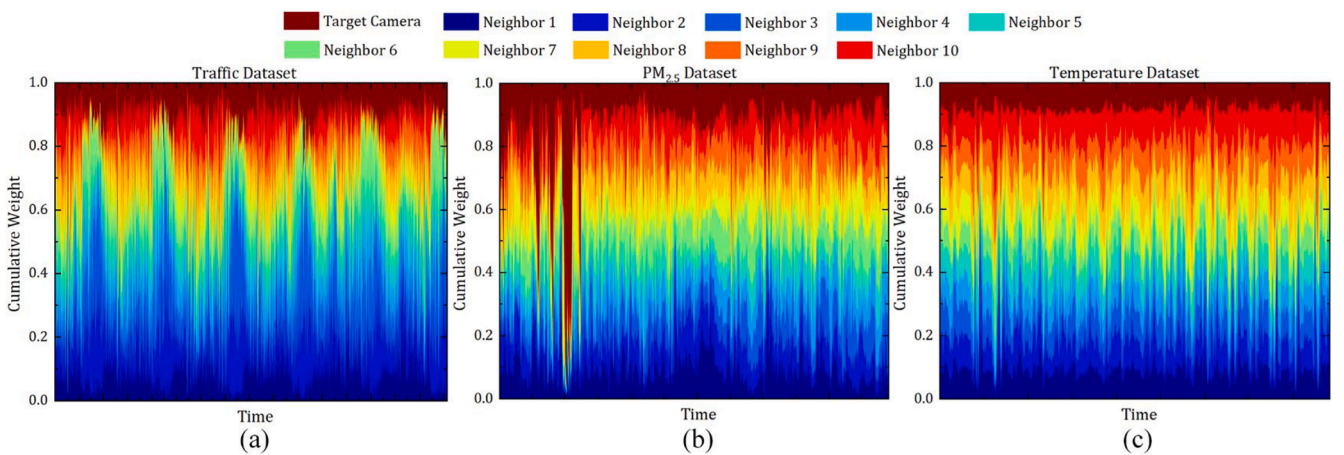 Target Camera Neighbor 1 Neighbor 2 Neighbor 3 Neighbor 4 Neighbor 5
Neighbor 6 Neighbor 7 Neighbor 8 Neighbor 9 Neighbor 10
Traffic Dataset
1.0
0.8
0.6
0.4
0.2
0.0
Cumulative Weight
Time
(a)
PM2.5 Dataset
1.0
0.8
0.6
0.4
0.2
0.0
Cumulative Weight
Time
(b)
Temperature Dataset
1.0
0.8
0.6
0.4
0.2
0.0
Cumulative Weight
Time
(c)